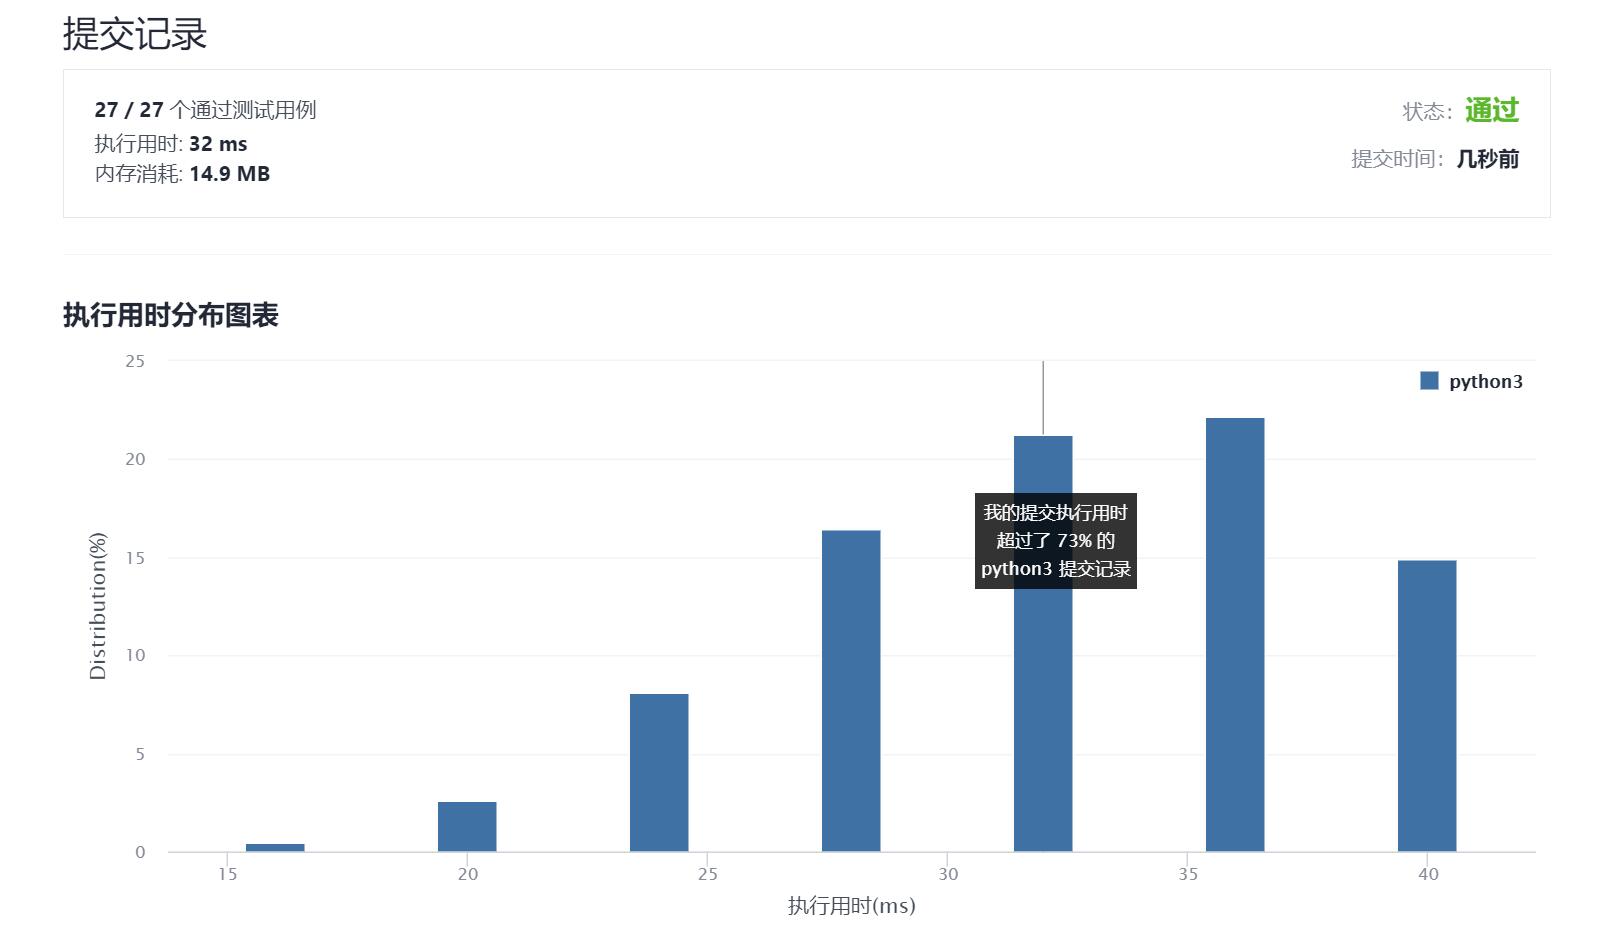 提交记录
27 / 27 个通过测试用例
状态：通过
执行用时: 32 ms
提交时间：几秒前
内存消耗: 14.9 MB
执行用时分布图表
25
python3
20
我的提交执行用时
超过了 73% 的
python3 提交记录
15
Distribution(%)
10
5
0
15
20
25
30
35
40
执行用时(ms)